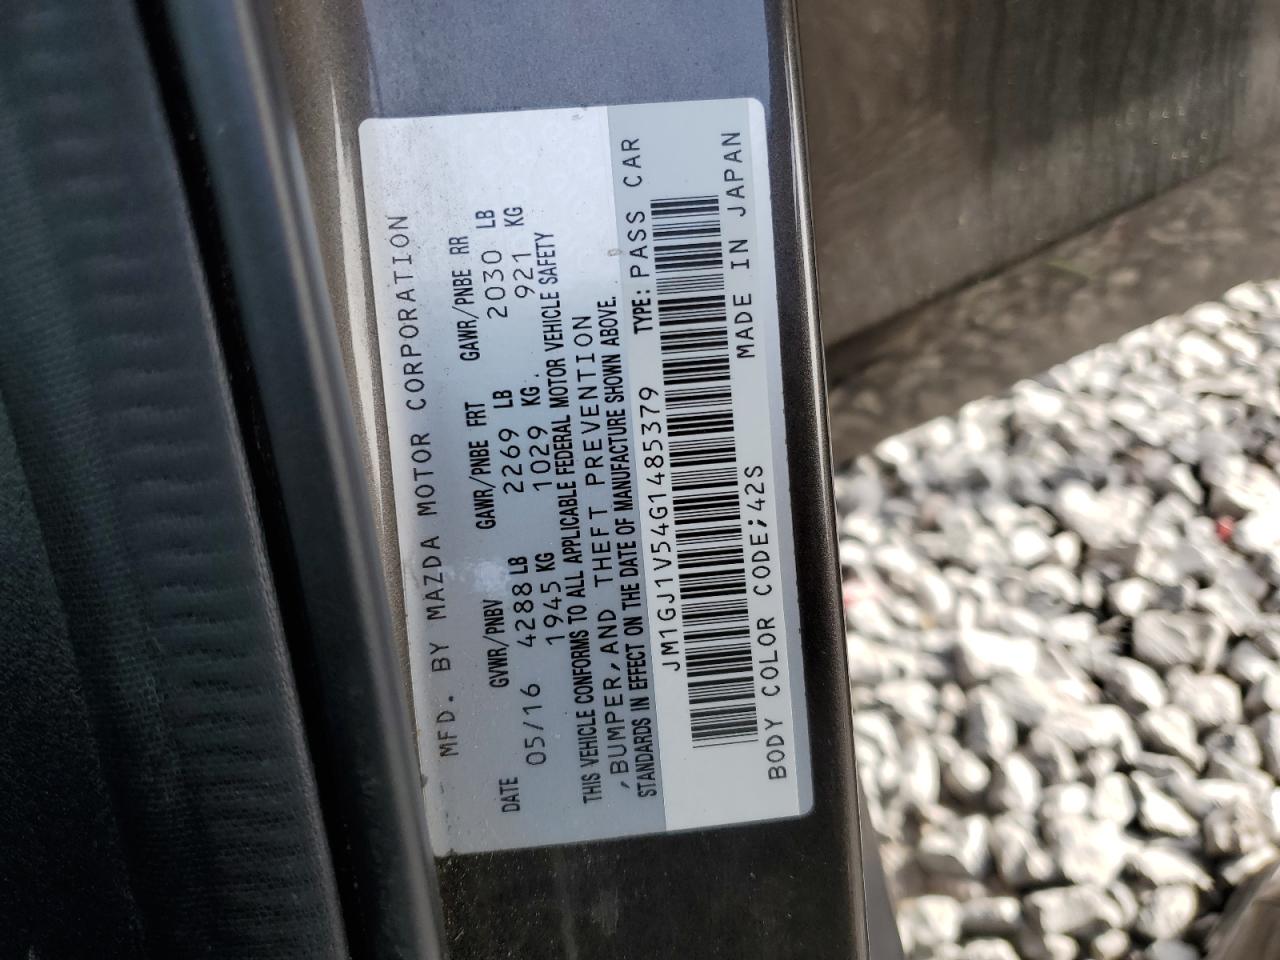 MFD. BY MAZDA MOTOR CORPORATION
DATE GVWR/PNBV GAWR/PNBE FRT GAWR/PNBE RR
05/16 4288 LB 2269 LB 2030 LB
1945 KG 1029 KG 921 KG
THIS VEHICLE CONFORMS TO ALL APPLICABLE FEDERAL MOTOR VEHICLE SAFETY
,BUMPER,AND THEFT PREVENTION
STANDARDS IN EFFECT ON THE DATE OF MANUFACTURE SHOWN ABOVE.
JM1GJ1V54G1485379 TYPE: PASS CAR
MADE IN JAPAN
BODY COLOR CODE;42S